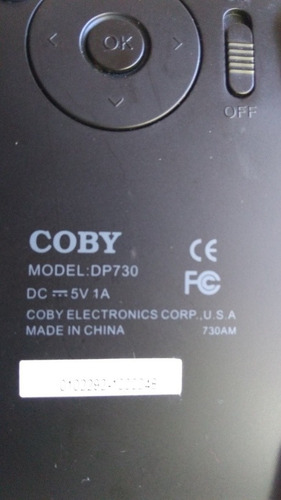 OK
OFF
COBY
CE
MODEL:DP730
FC
DC ⎓ 5V 1A
COBY ELECTRONICS CORP.,U.S.A
MADE IN CHINA 730AM